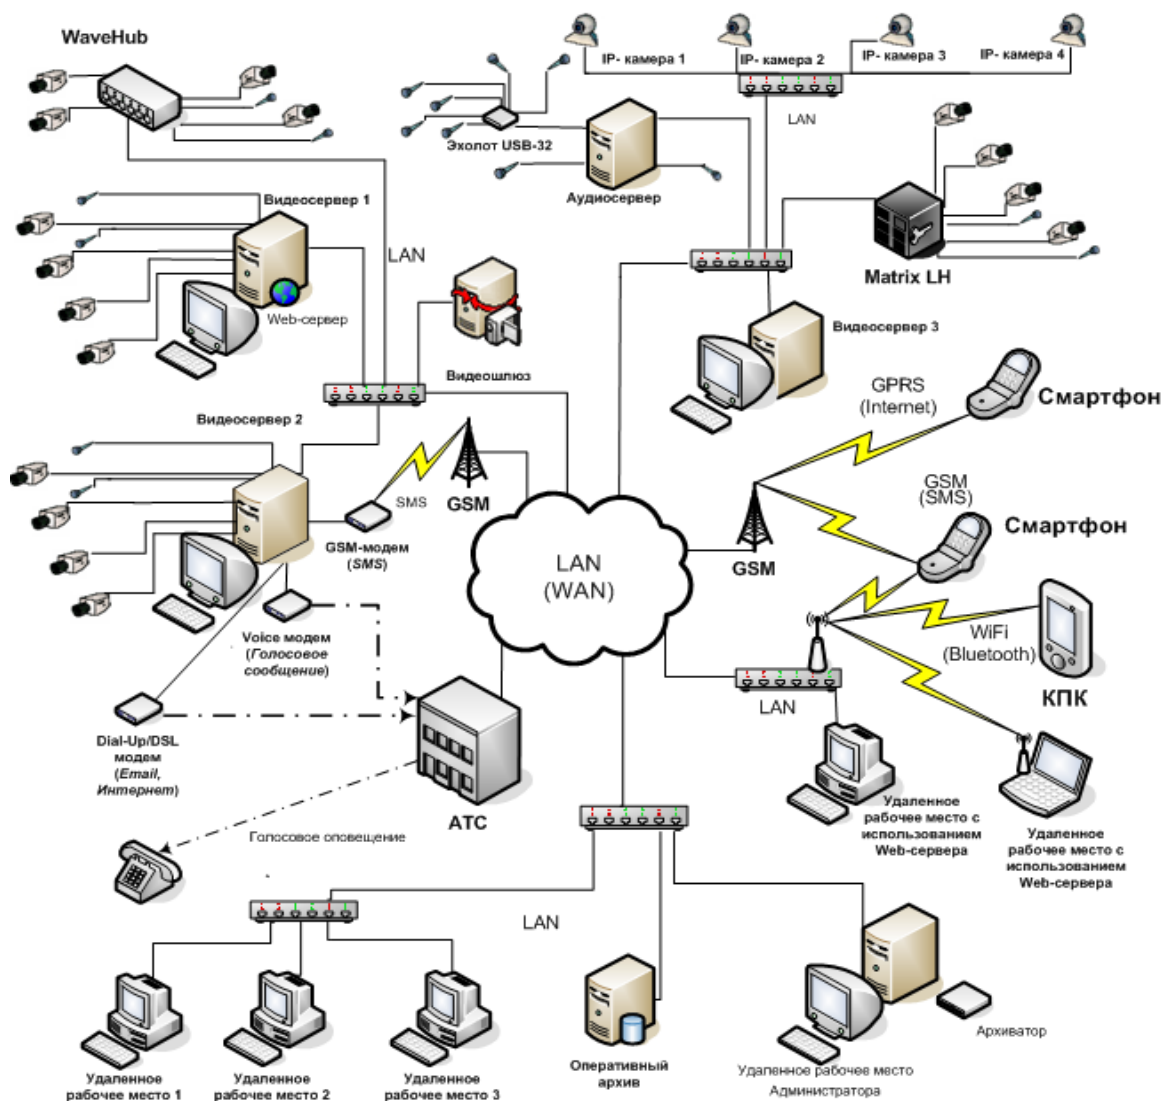 WaveHub
IP- камера 1
IP- камера 2
IP- камера 3
IP- камера 4
LAN
Эхолот USB-32
Аудиосервер
Видеосервер 1
LAN
Web-сервер
Matrix LH
Видеосервер 3
Видеошлюз
GPRS
(Internet)
Смартфон
Видеосервер 2
SMS
GSM
GSM-модем
(SMS)
GSM
(SMS)
Смартфон
LAN
(WAN)
GSM
Voice модем
(Голосовое
сообщение)
WiFi
(Bluetooth)
КПК
LAN
Dial-Up/DSL
модем
(Email,
Интернет)
АТС
Голосовое оповещение
Удаленное
рабочее место с
использованием
Web-сервера
Удаленное
рабочее место с
использованием
Web-сервера
LAN
Архиватор
Удаленное
рабочее место 1
Удаленное
рабочее место 2
Удаленное
рабочее место 3
Оперативный
архив
Удаленное рабочее место
Администратора